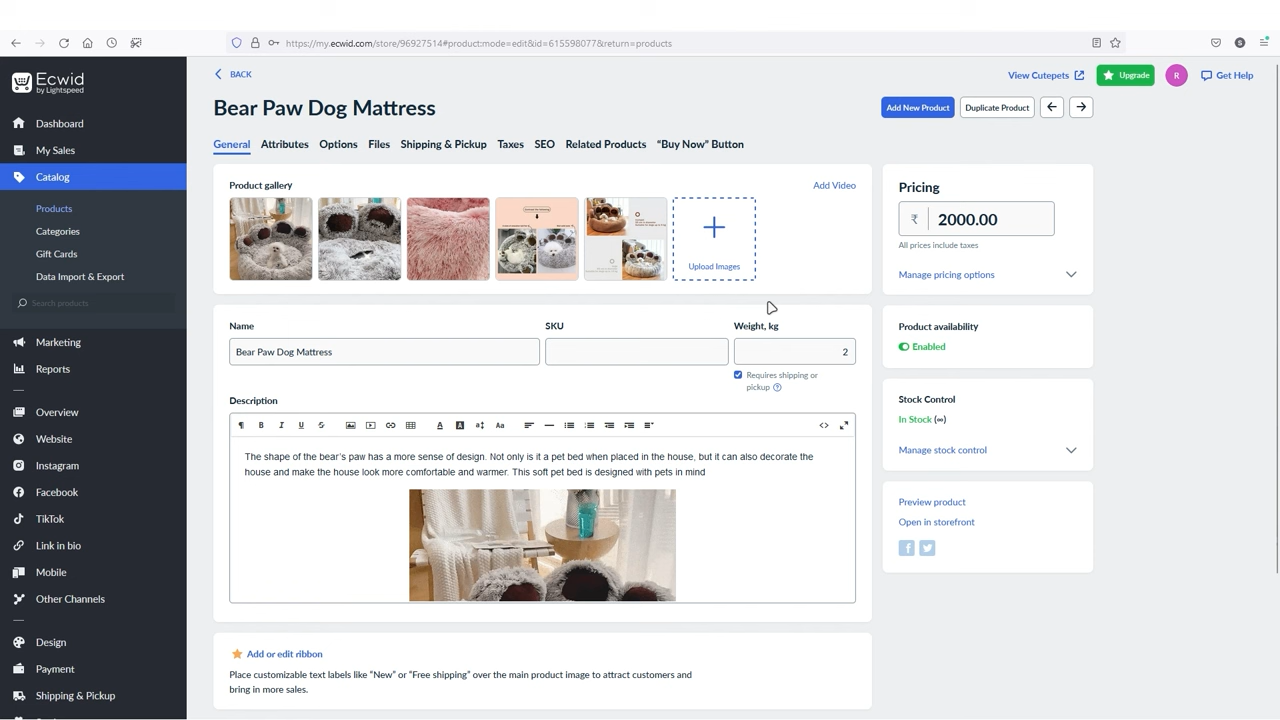 https://my.ecwid.com/store/96927514#product:mode=edit&id=615598077&return=products
Ecwid
by Lightspeed
Dashboard
My Sales
Catalog
Products
Categories
Gift Cards
Data Import & Export
Search products
Marketing
Reports
Overview
Website
Instagram
Facebook
TikTok
Link in bio
Mobile
Other Channels
Design
Payment
Shipping & Pickup
BACK
View Cutepets
Upgrade
R
Get Help
Bear Paw Dog Mattress
Add New Product
Duplicate Product
General
Attributes
Options
Files
Shipping & Pickup
Taxes
SEO
Related Products
“Buy Now” Button
Product gallery
Add Video
Upload Images
Name
SKU
Weight, kg
Bear Paw Dog Mattress
2
Requires shipping or
pickup
Description
The shape of the bear's paw has a more sense of design. Not only is it a pet bed when placed in the house, but it can also decorate the
house and make the house look more comfortable and warmer. This soft pet bed is designed with pets in mind
Add or edit ribbon
Place customizable text labels like “New” or “Free shipping” over the main product image to attract customers and
bring in more sales.
Pricing
₹ 2000.00
All prices include taxes
Manage pricing options
Product availability
Enabled
Stock Control
In Stock (∞)
Manage stock control
Preview product
Open in storefront